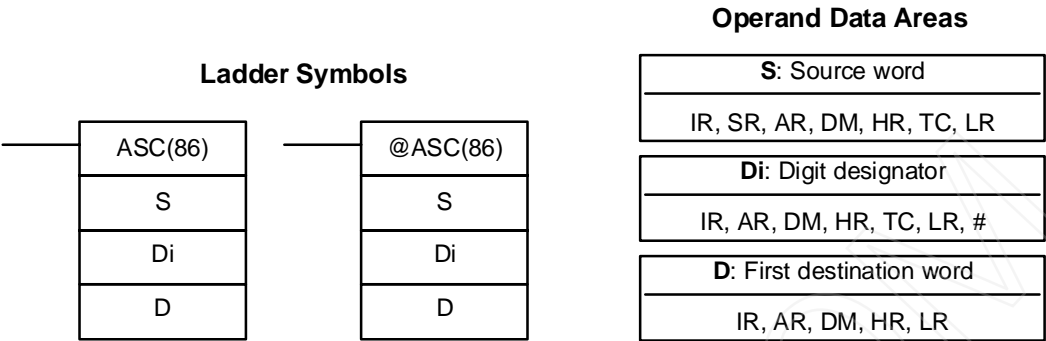 Operand Data Areas
Ladder Symbols
S: Source word
IR, SR, AR, DM, HR, TC, LR
ASC(86)
@ASC(86)
Di: Digit designator
S
S
IR, AR, DM, HR, TC, LR, #
Di
Di
D: First destination word
D
D
IR, AR, DM, HR, LR